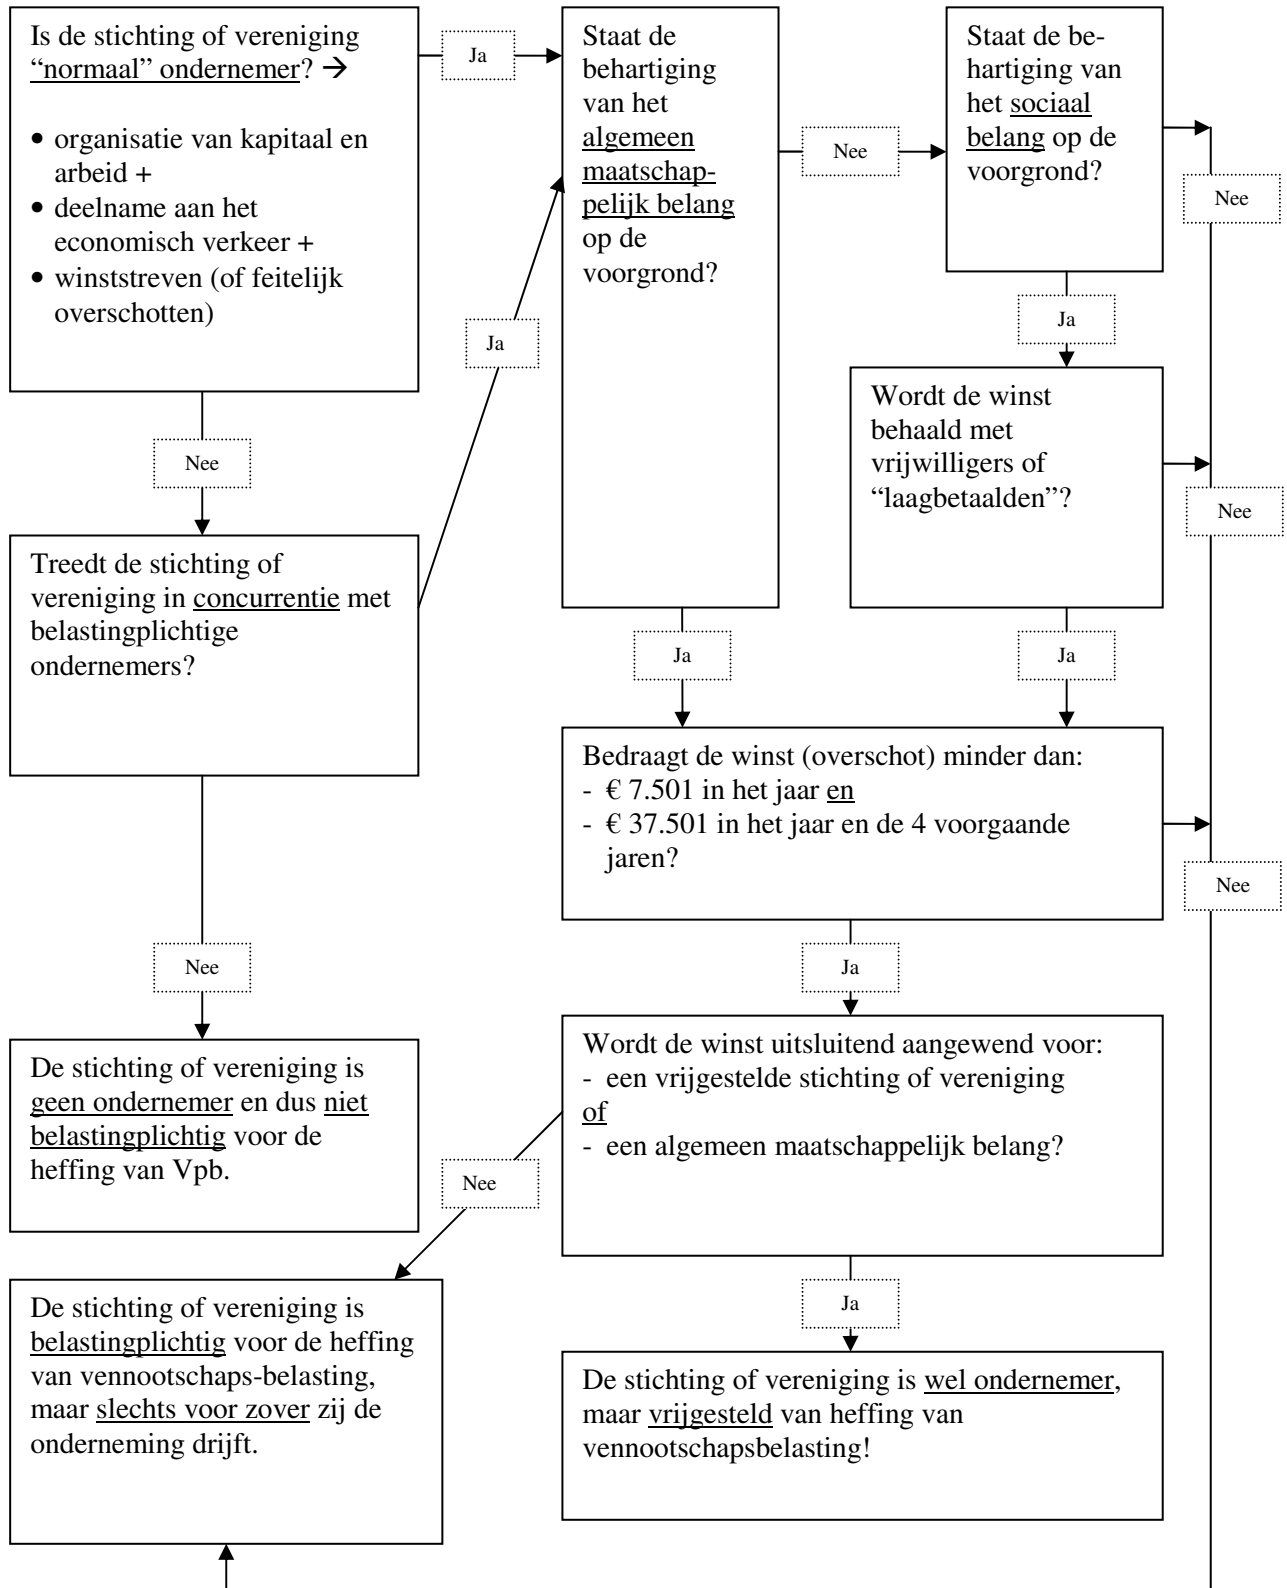 Is de stichting of vereniging
“normaal” ondernemer? →
• organisatie van kapitaal en
arbeid +
• deelname aan het
economisch verkeer +
• winststreven (of feitelijk
overschotten)
Ja
Staat de
behartiging
van het
algemeen
maatschap-
pelijk belang
op de
voorgrond?
Nee
Staat de be-
hartiging van
het sociaal
belang op de
voorgrond?
Nee
Ja
Ja
Nee
Wordt de winst
behaald met
vrijwilligers of
“laagbetaalden”?
Nee
Treedt de stichting of
vereniging in concurrentie met
belastingplichtige
ondernemers?
Ja
Ja
Bedraagt de winst (overschot) minder dan:
- € 7.501 in het jaar en
- € 37.501 in het jaar en de 4 voorgaande
jaren?
Nee
Nee
Ja
De stichting of vereniging is
geen ondernemer en dus niet
belastingplichtig voor de
heffing van Vpb.
Wordt de winst uitsluitend aangewend voor:
- een vrijgestelde stichting of vereniging
of
- een algemeen maatschappelijk belang?
Nee
Ja
De stichting of vereniging is
belastingplichtig voor de heffing
van vennootschaps-belasting,
maar slechts voor zover zij de
onderneming drijft.
De stichting of vereniging is wel ondernemer,
maar vrijgesteld van heffing van
vennootschapsbelasting!